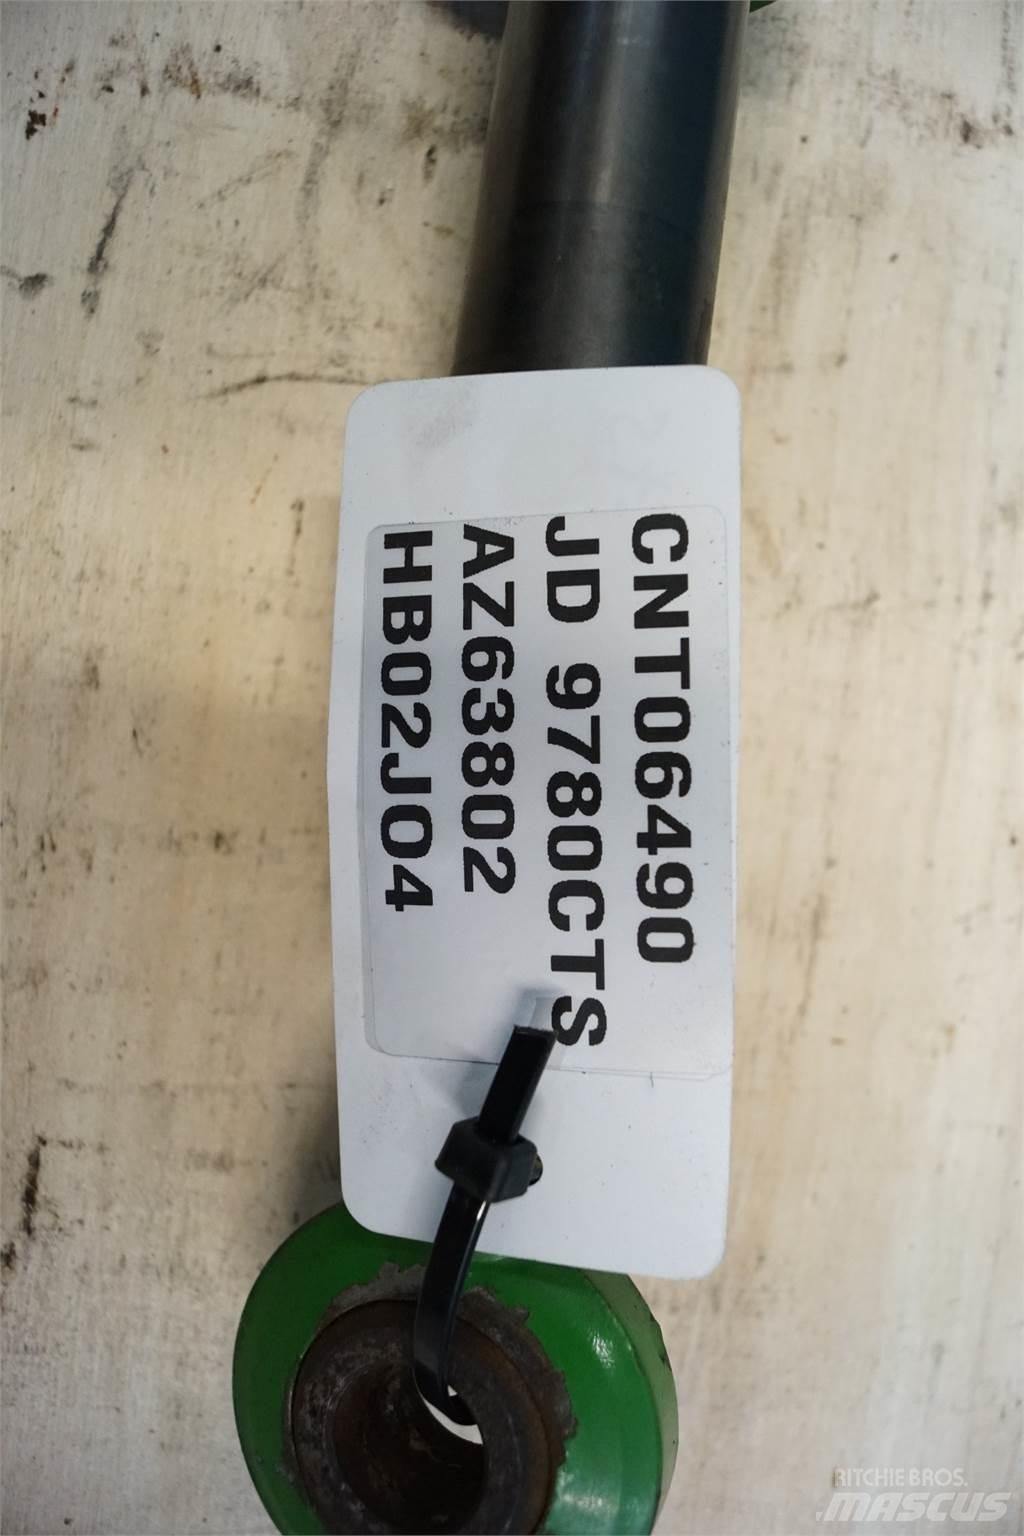 CNT06490
JD 9780CTS
AZ63802
HB02J04
RITCHIE BROS.
MASCUS